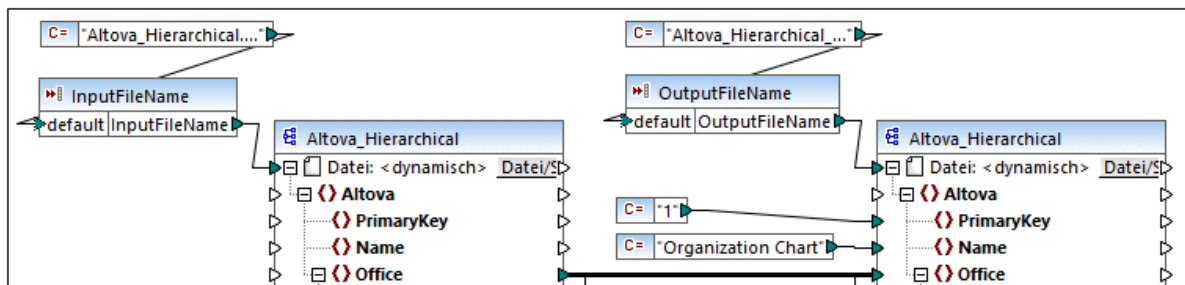 C= "Altova_Hierarchical...."
InputFileName
default InputFileName
Altova_Hierarchical
Datei: <dynamisch> Datei/S
Altova
PrimaryKey
Name
Office
C= "Altova_Hierarchical_..."
OutputFileName
default OutputFileName
C= "1"
C= "Organization Chart"
Altova_Hierarchical
Datei: <dynamisch> Datei/S
Altova
PrimaryKey
Name
Office